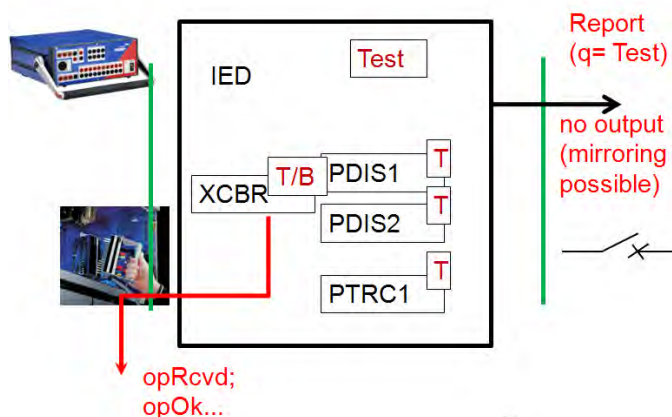 Report
(q= Test)
Test
IED
no output
(mirroring
possible)
T
T/B
PDIS1
XCBR
T
PDIS2
T
PTRC1
opRcvd;
opOk...